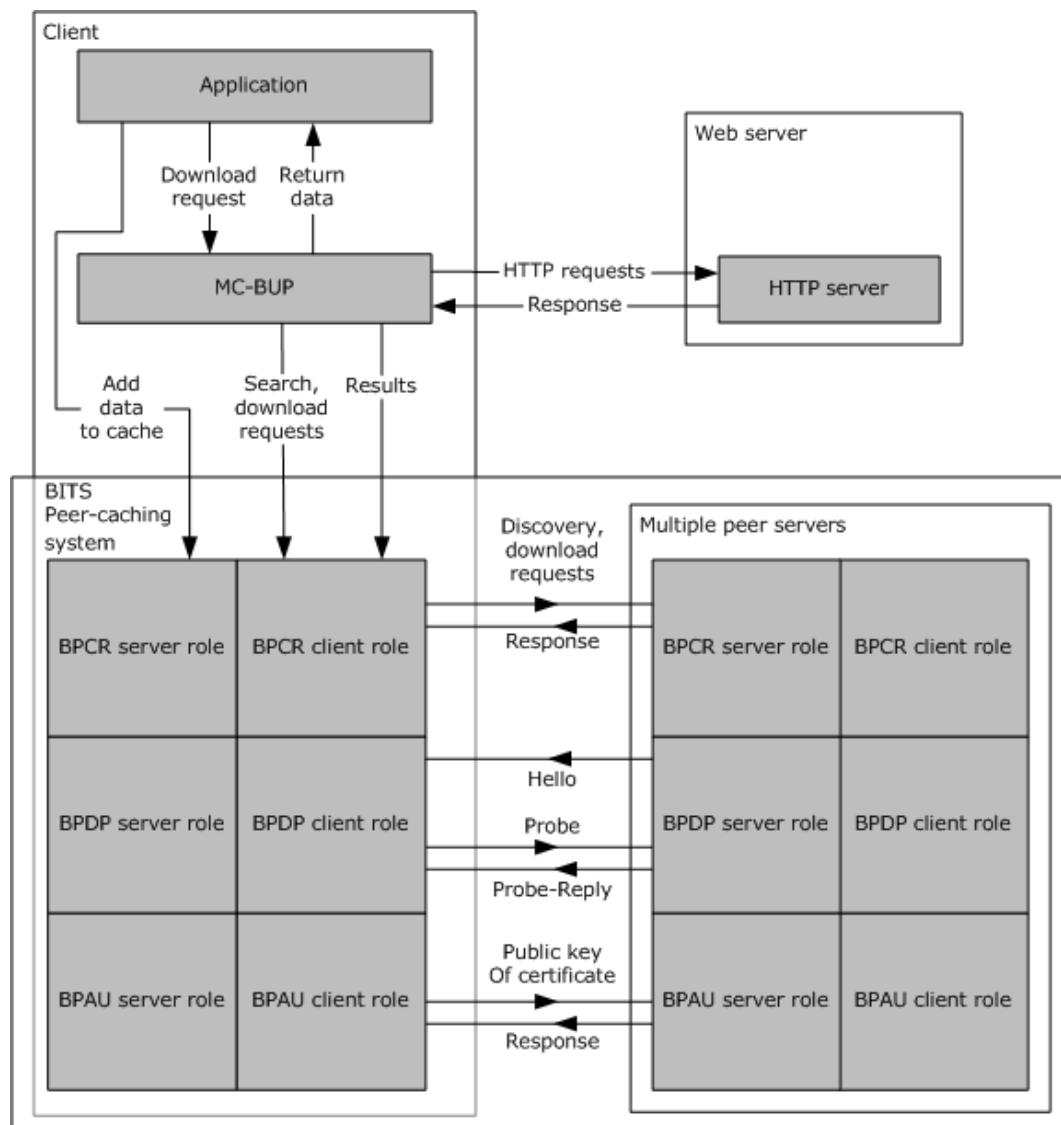 Client
Application
Download
request
Return
data
Web server
MC-BUP
HTTP requests
Response
HTTP server
Add
data
to cache
Search,
download
requests
Results
BITS
Peer-caching
system
Discovery,
download
requests
Response
Multiple peer servers
BPCR server role
BPCR client role
BPCR server role
BPCR client role
Hello
BPDP server role
BPDP client role
Probe
Probe-Reply
BPDP server role
BPDP client role
Public key
Of certificate
BPAU server role
BPAU client role
Response
BPAU server role
BPAU client role